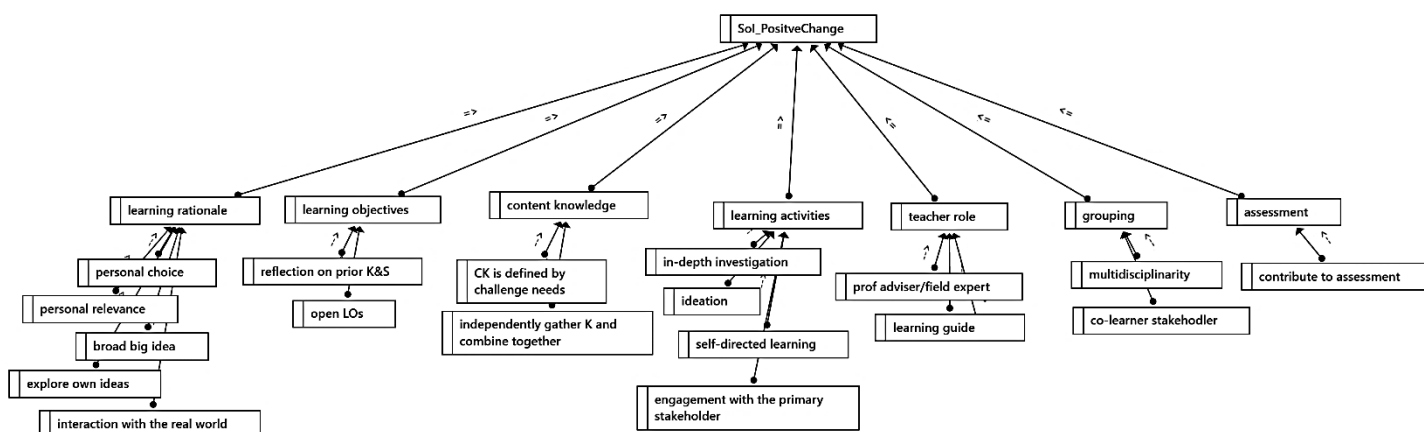 SoI_PositveChange
=>
=>
=>
=>
<=
<=
<=
learning rationale
learning objectives
content knowledge
learning activities
teacher role
grouping
assessment
personal choice
reflection on prior K&S
CK is defined by
challenge needs
in-depth investigation
prof adviser/field expert
multidisciplinarity
contribute to assessment
personal relevance
open LOs
independently gather K and
combine together
ideation
learning guide
co-learner stakehodler
broad big idea
self-directed learning
explore own ideas
engagement with the primary
stakeholder
interaction with the real world